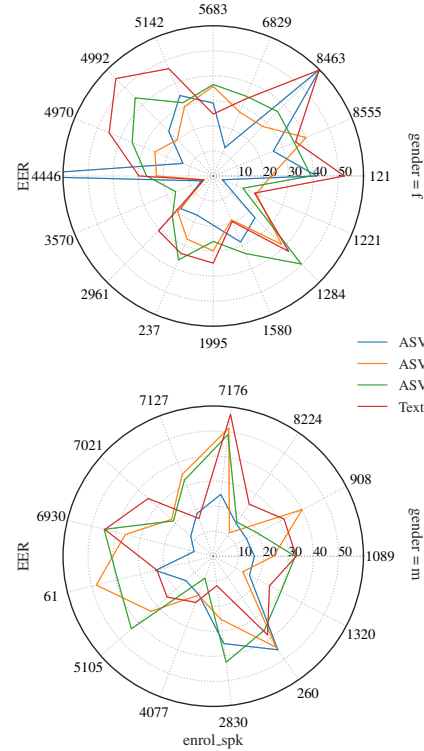 5683
5142
6829
4992
8463
4970
8555
EER
4446
10 20 30 40 50
121
gender = f
3570
1221
2961
1284
237
1580
1995
ASV
ASV
ASV
Text
7176
7127
8224
7021
908
6930
EER
10 20 30 40 50
1089
gender = m
61
1320
5105
260
4077
2830
enrol_spk